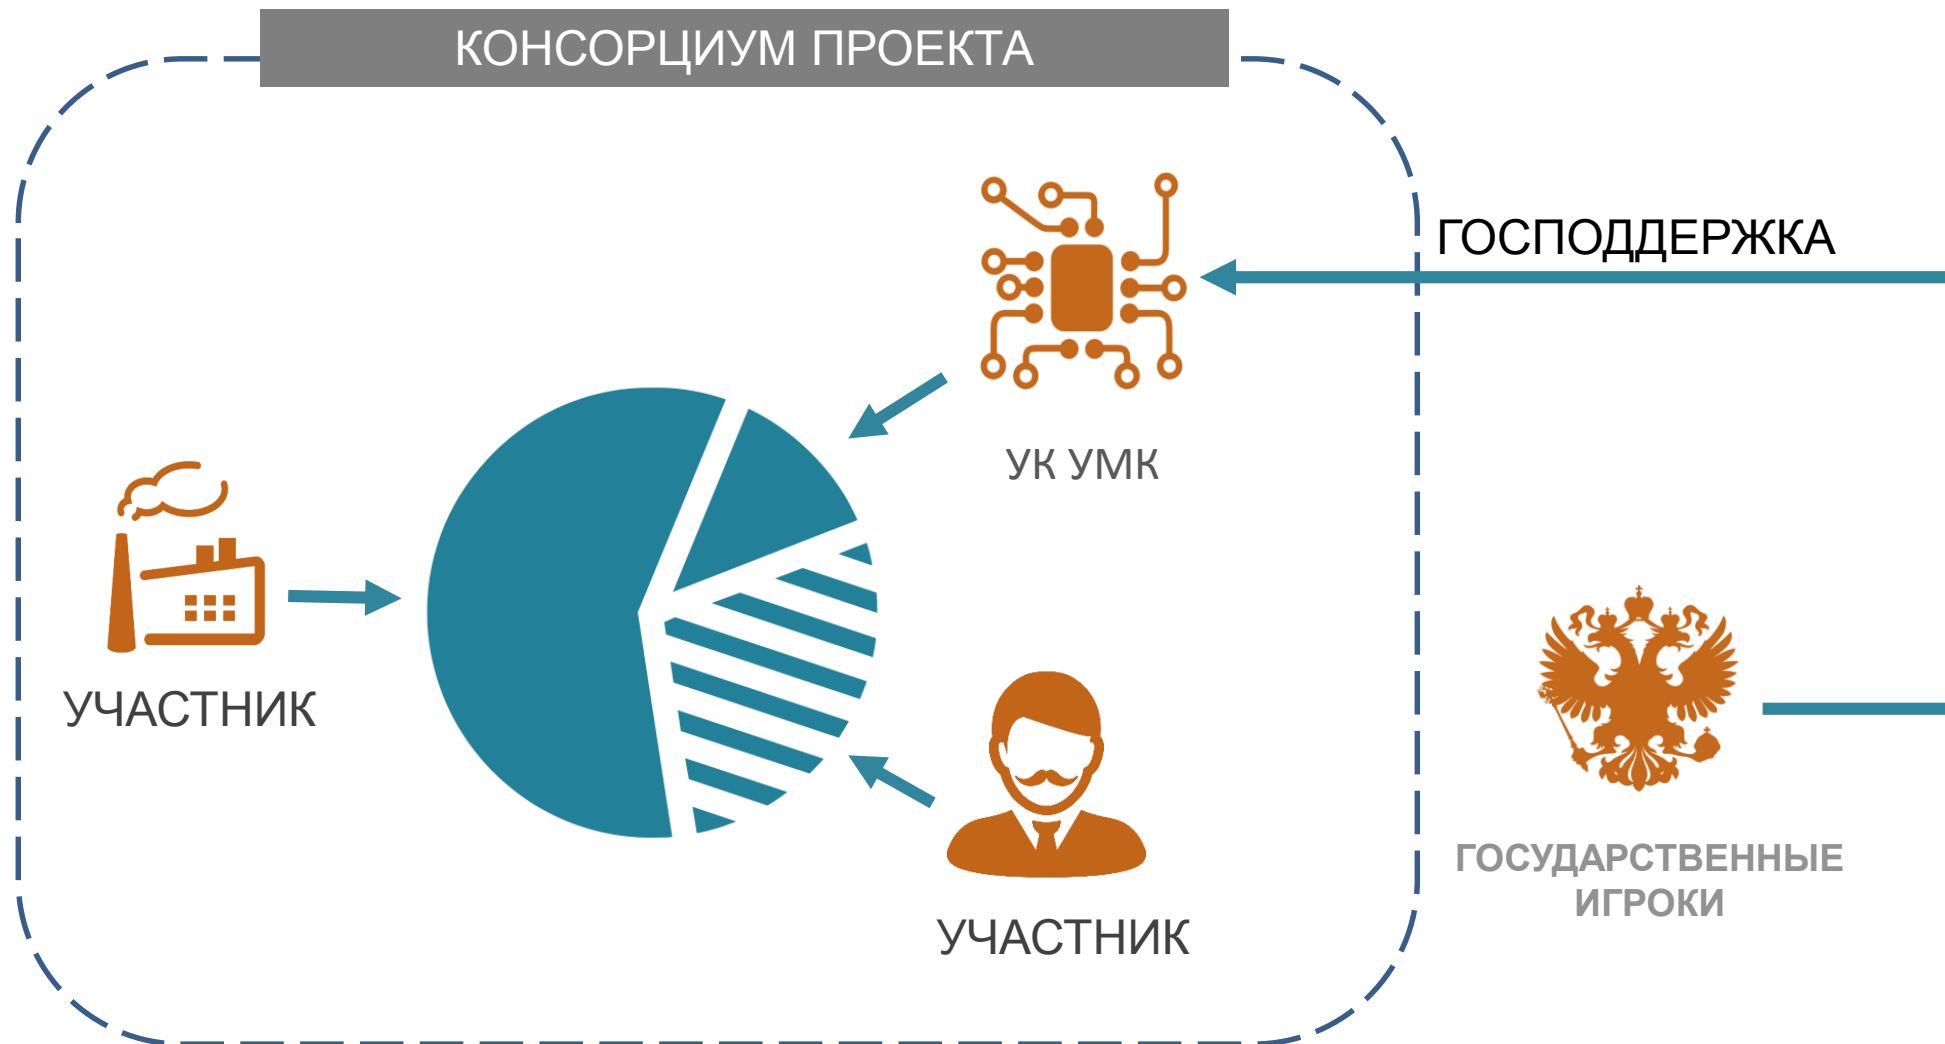 КОНСОРЦИУМ ПРОЕКТА
ГОСПОДДЕРЖКА
УК УМК
УЧАСТНИК
ГОСУДАРСТВЕННЫЕ
ИГРОКИ
УЧАСТНИК